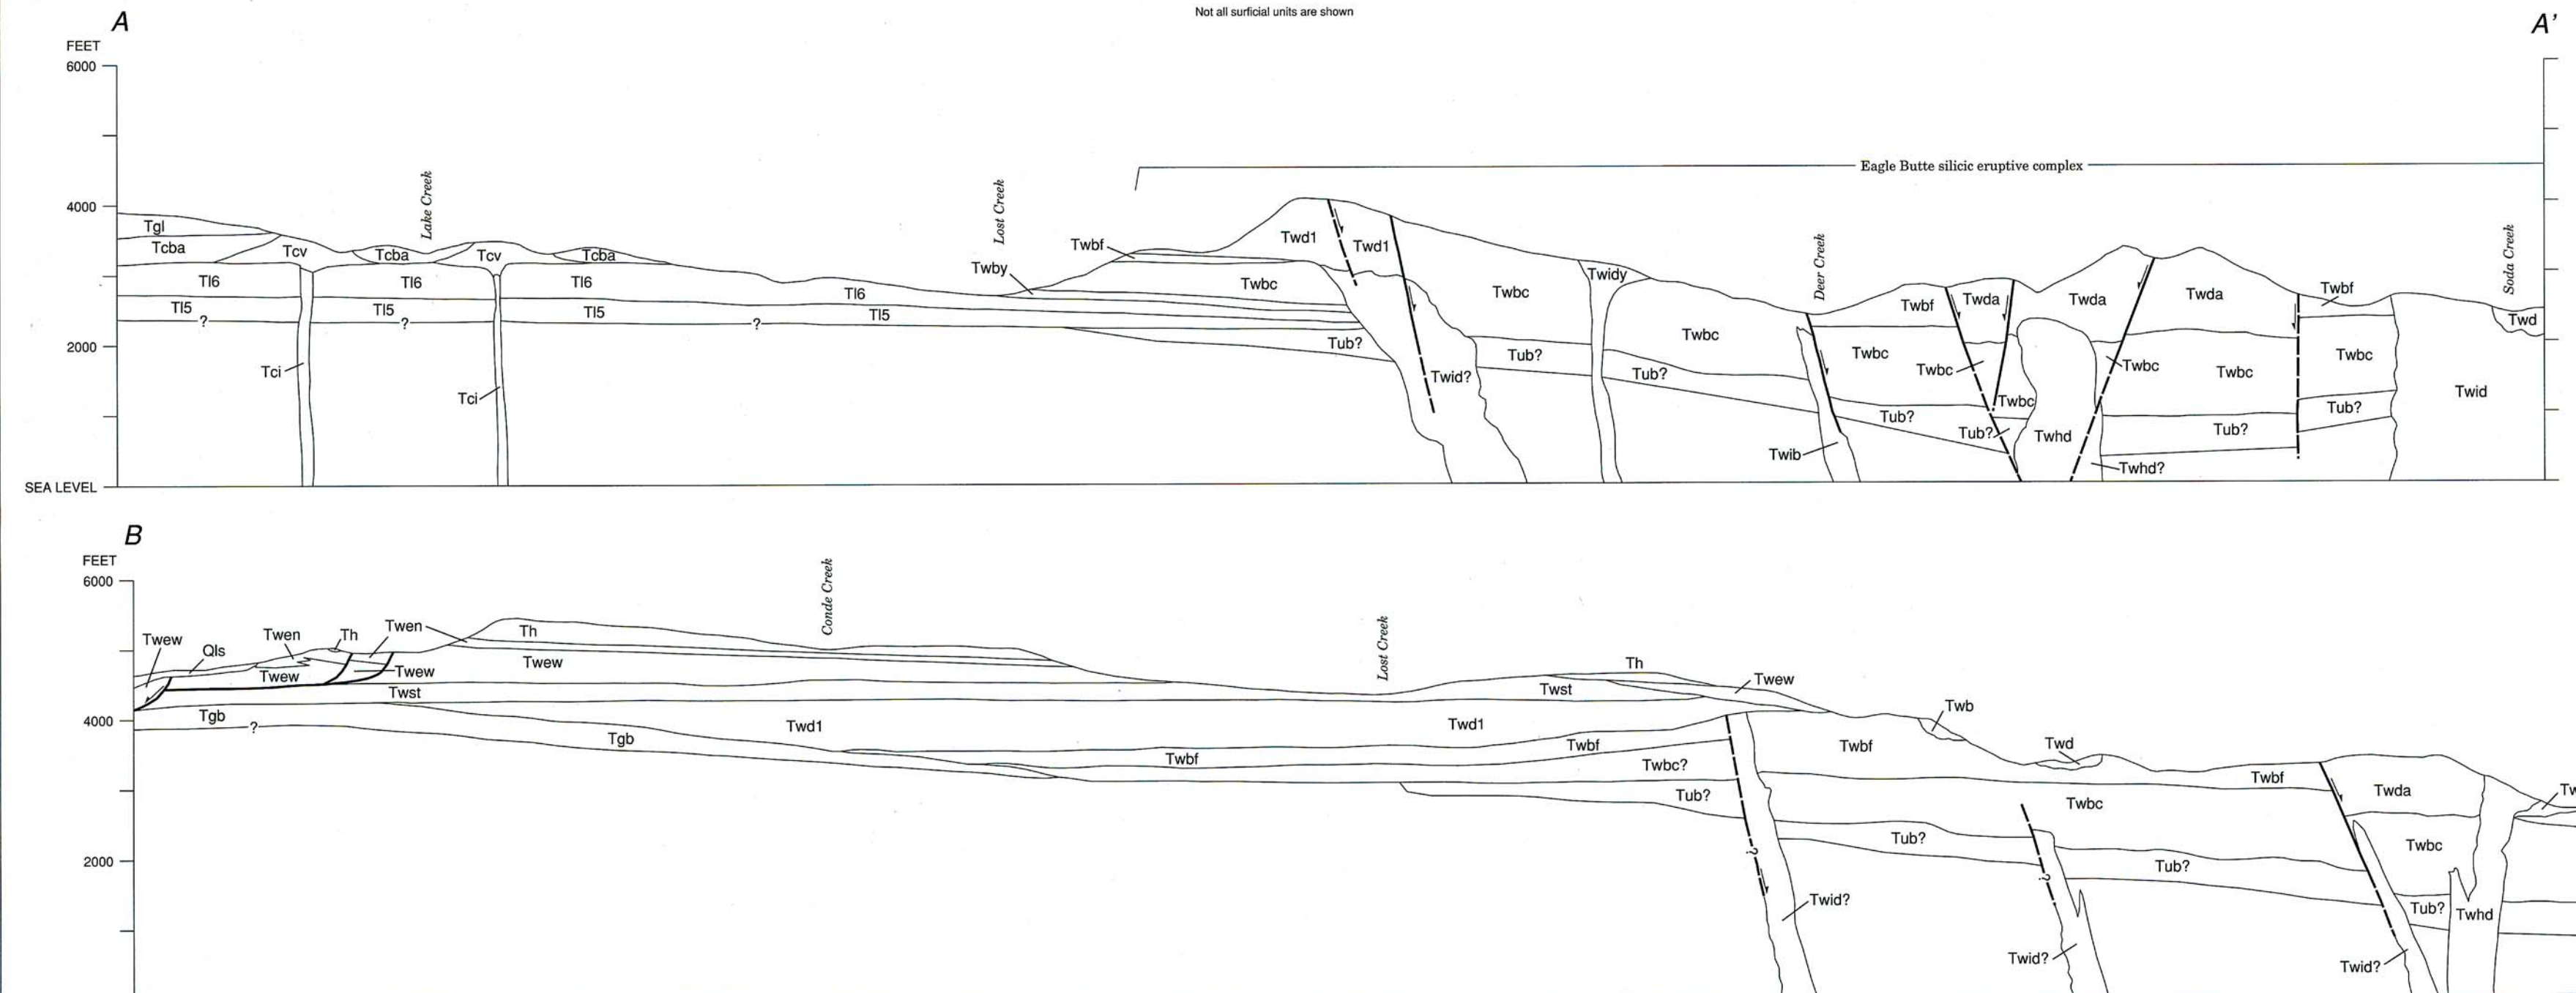 Not all surficial units are shown
A
A'
FEET
6000
4000
2000
SEA LEVEL
Lake Creek
Lost Creek
Deer Creek
Soda Creek
Eagle Butte silicic eruptive complex
Tgl
Tcba
Tcv
Tcba
Tcv
Tcba
Tl6
Tl6
Tl6
Tl6
Tl5
?
Tl5
?
Tl5
?
Tl5
Tci
Tci
Twbf
Twby
Twbc
Tub?
Twd1
Twd1
Twid?
Twbc
Tub?
Twidy
Twbc
Tub?
Twib
Twbf
Twda
Twbc
Twbc
Tub?
Tub?
Twbc
Twhd
Twda
Twbc
Twhd?
Twda
Twbc
Tub?
Twbf
Twbc
Tub?
Twid
Twd
B
FEET
6000
4000
2000
Conde Creek
Lost Creek
Twew
Qls
Twen
Th
Twen
Th
Twew
Twew
Twew
Twst
Tgb
?
Tgb
Twd1
Twbf
Twst
Twd1
Twbf
Twbc?
Tub?
Th
Twew
?
Twid?
Twbf
Twb
Twd
Twbf
Twbc
Tub?
?
Tub?
Twid?
Twda
Twbc
Tub?
Twhd
Twid?
Tw